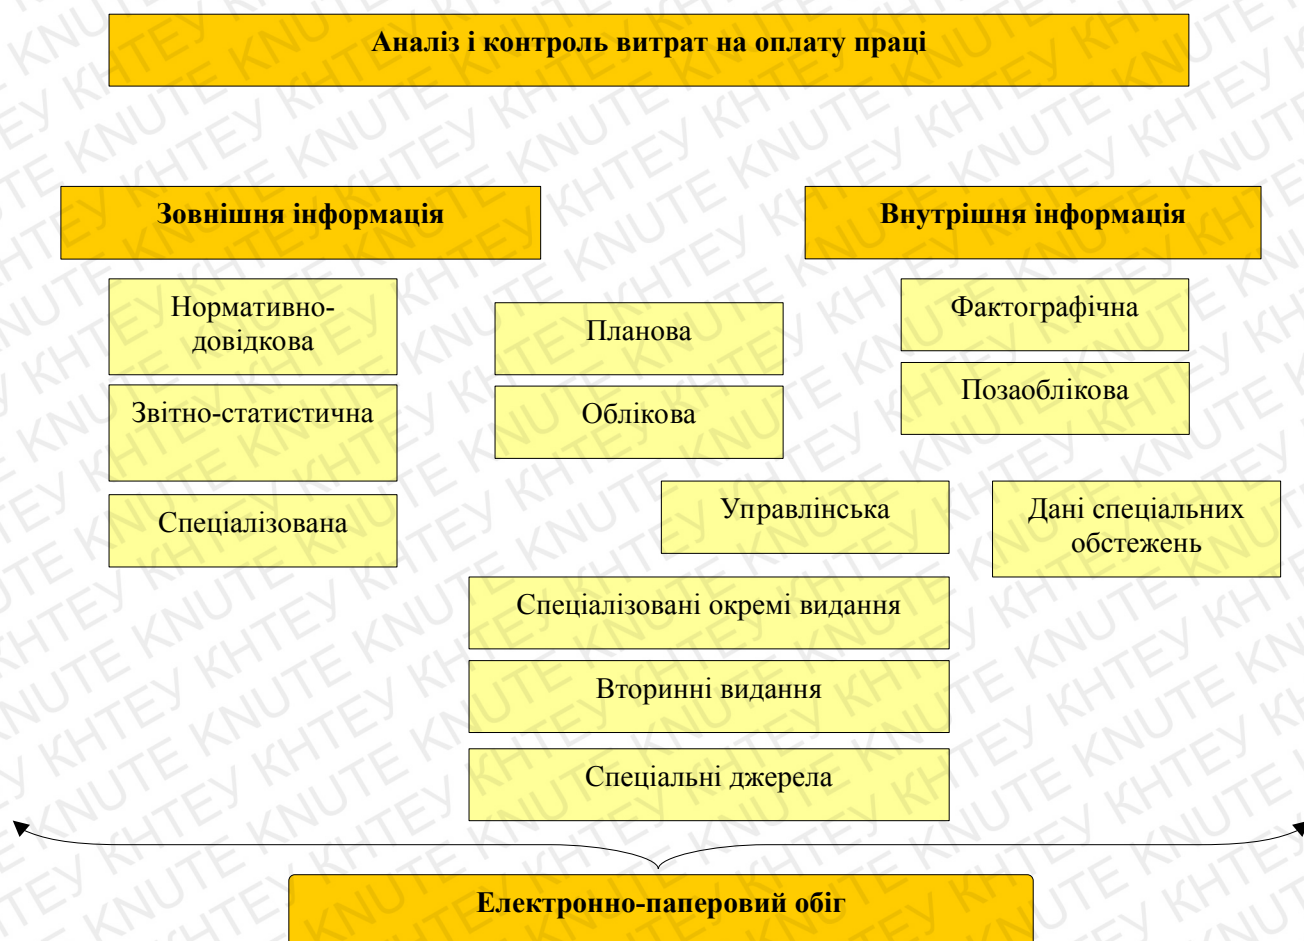 Аналіз і контроль витрат на оплату праці
Зовнішня інформація
Внутрішня інформація
Нормативно-
довідкова
Планова
Фактографічна
Звітно-статистична
Облікова
Позаоблікова
Спеціалізована
Управлінська
Дані спеціальних
обстежень
Спеціалізовані окремі видання
Вторинні видання
Спеціальні джерела
Електронно-паперовий обіг